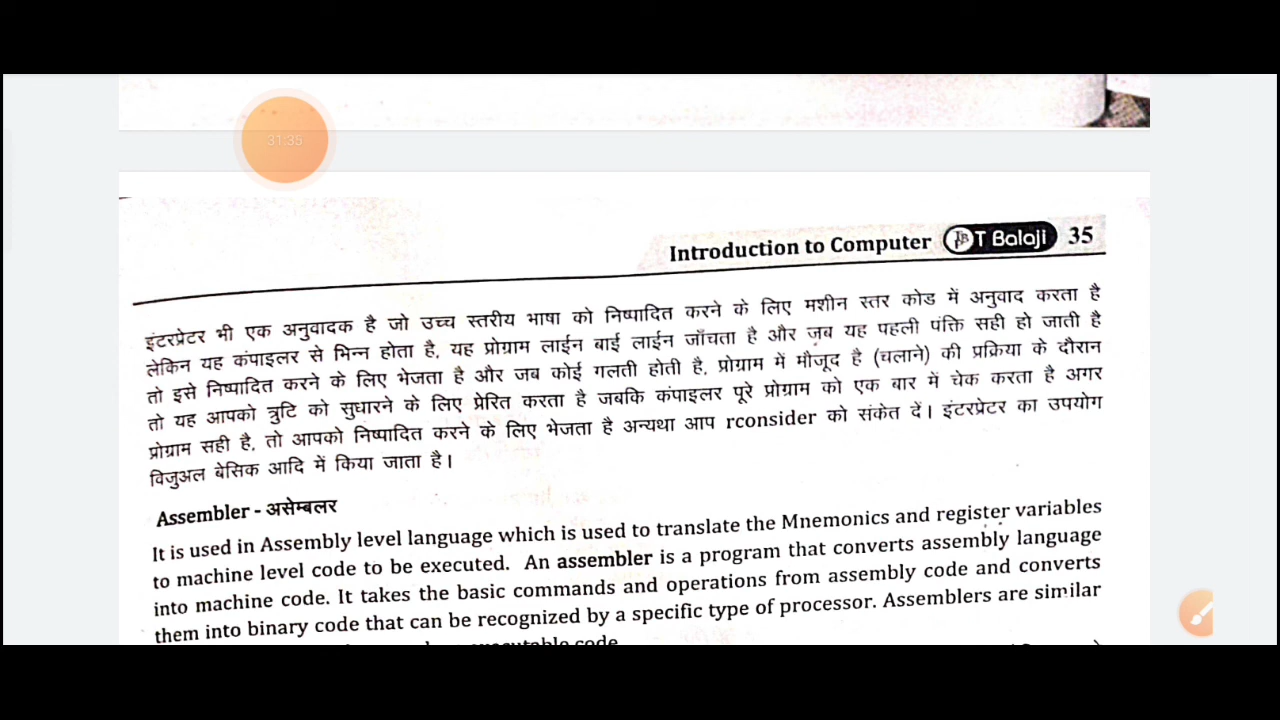 31:35
Introduction to Computer T Balaji 35
इंटरप्रेटर भी एक अनुवादक है जो उच्च स्तरीय भाषा को निष्पादित करने के लिए मशीन स्तर कोड में अनुवाद करता है
लेकिन यह कंपाइलर से भिन्न होता है, यह प्रोग्राम लाईन बाई लाईन जाँचता है और जब यह पहली पंक्ति सही हो जाती है
तो इसे निष्पादित करने के लिए भेजता है और जब कोई गलती होती है, प्रोग्राम में मौजूद है (चलाने) की प्रक्रिया के दौरान
तो यह आपको त्रुटि को सुधारने के लिए प्रेरित करता है जबकि कंपाइलर पूरे प्रोग्राम को एक बार में चेक करता है अगर
प्रोग्राम सही है, तो आपको निष्पादित करने के लिए भेजता है अन्यथा आप rconsider को संकेत दें। इंटरप्रेटर का उपयोग
विजुअल बेसिक आदि में किया जाता है।
Assembler - असेम्बलर
It is used in Assembly level language which is used to translate the Mnemonics and register variables
to machine level code to be executed. An assembler is a program that converts assembly language
into machine code. It takes the basic commands and operations from assembly code and converts
them into binary code that can be recognized by a specific type of processor. Assemblers are similar
executable code.